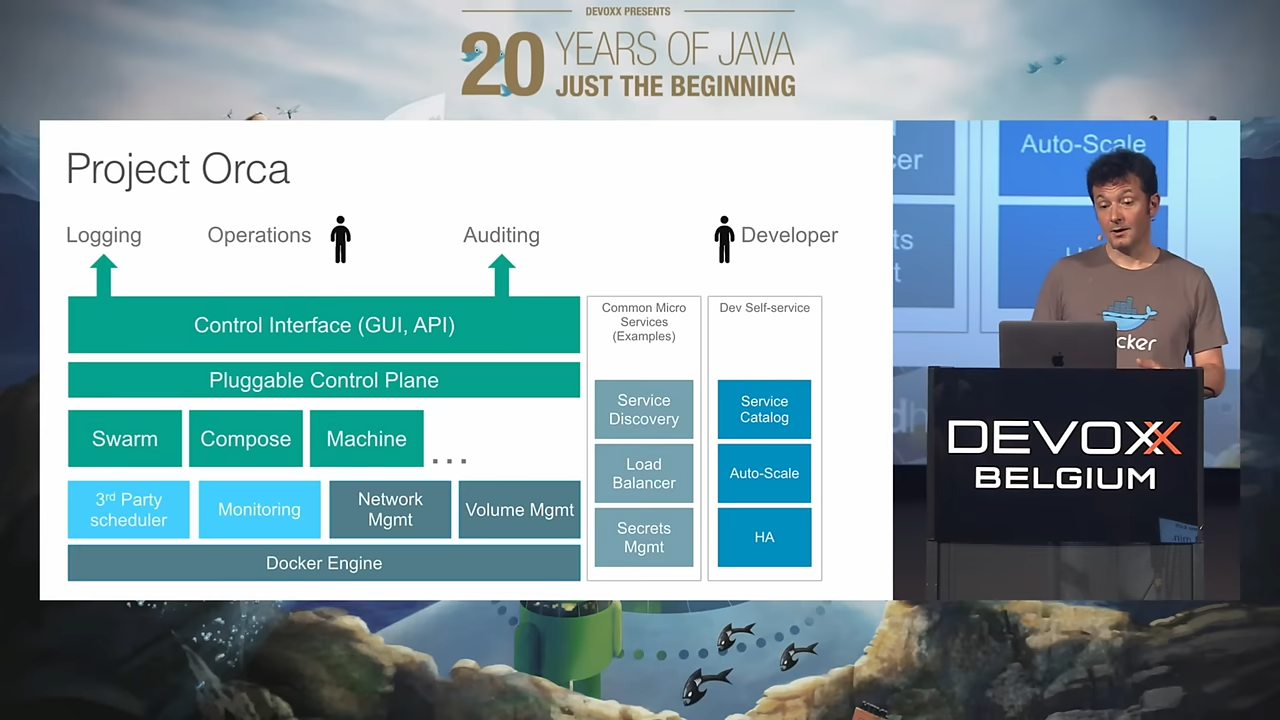 DEVOXX PRESENTS
20 YEARS OF JAVA
JUST THE BEGINNING
Project Orca
Logging
Operations
Auditing
Developer
Control Interface (GUI, API)
Pluggable Control Plane
Swarm
Compose
Machine
...
3rd Party
scheduler
Monitoring
Network
Mgmt
Volume Mgmt
Docker Engine
Common Micro
Services
(Examples)
Service
Discovery
Load
Balancer
Secrets
Mgmt
Dev Self-service
Service
Catalog
Auto-Scale
HA
Auto-Scale
cker
DEVOXX
BELGIUM